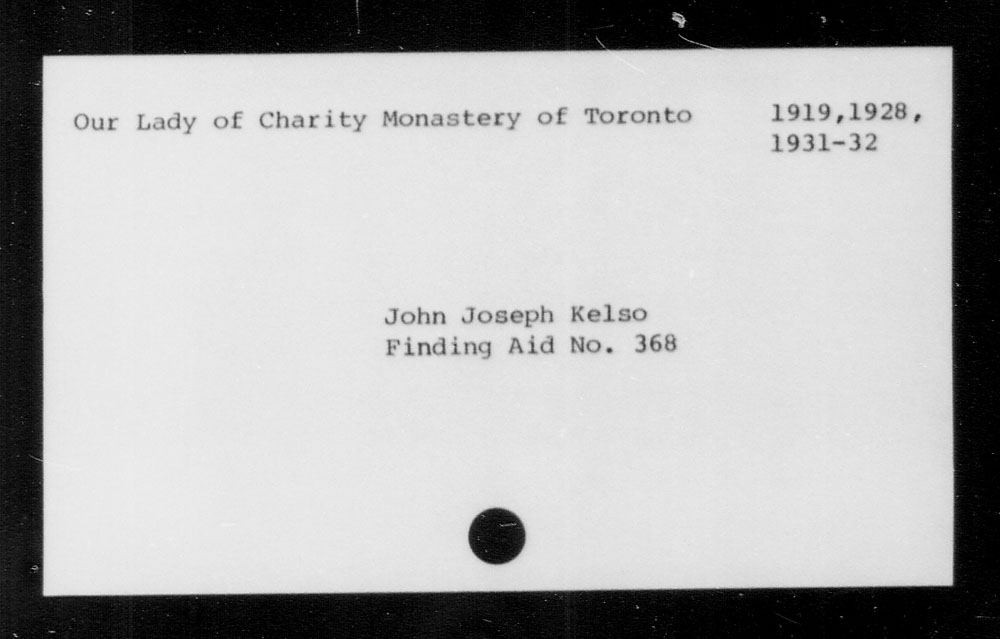 Our Lady of Charity Monastery of Toronto 1919,1928,
1931-32
John Joseph Kelso
Finding Aid No. 368